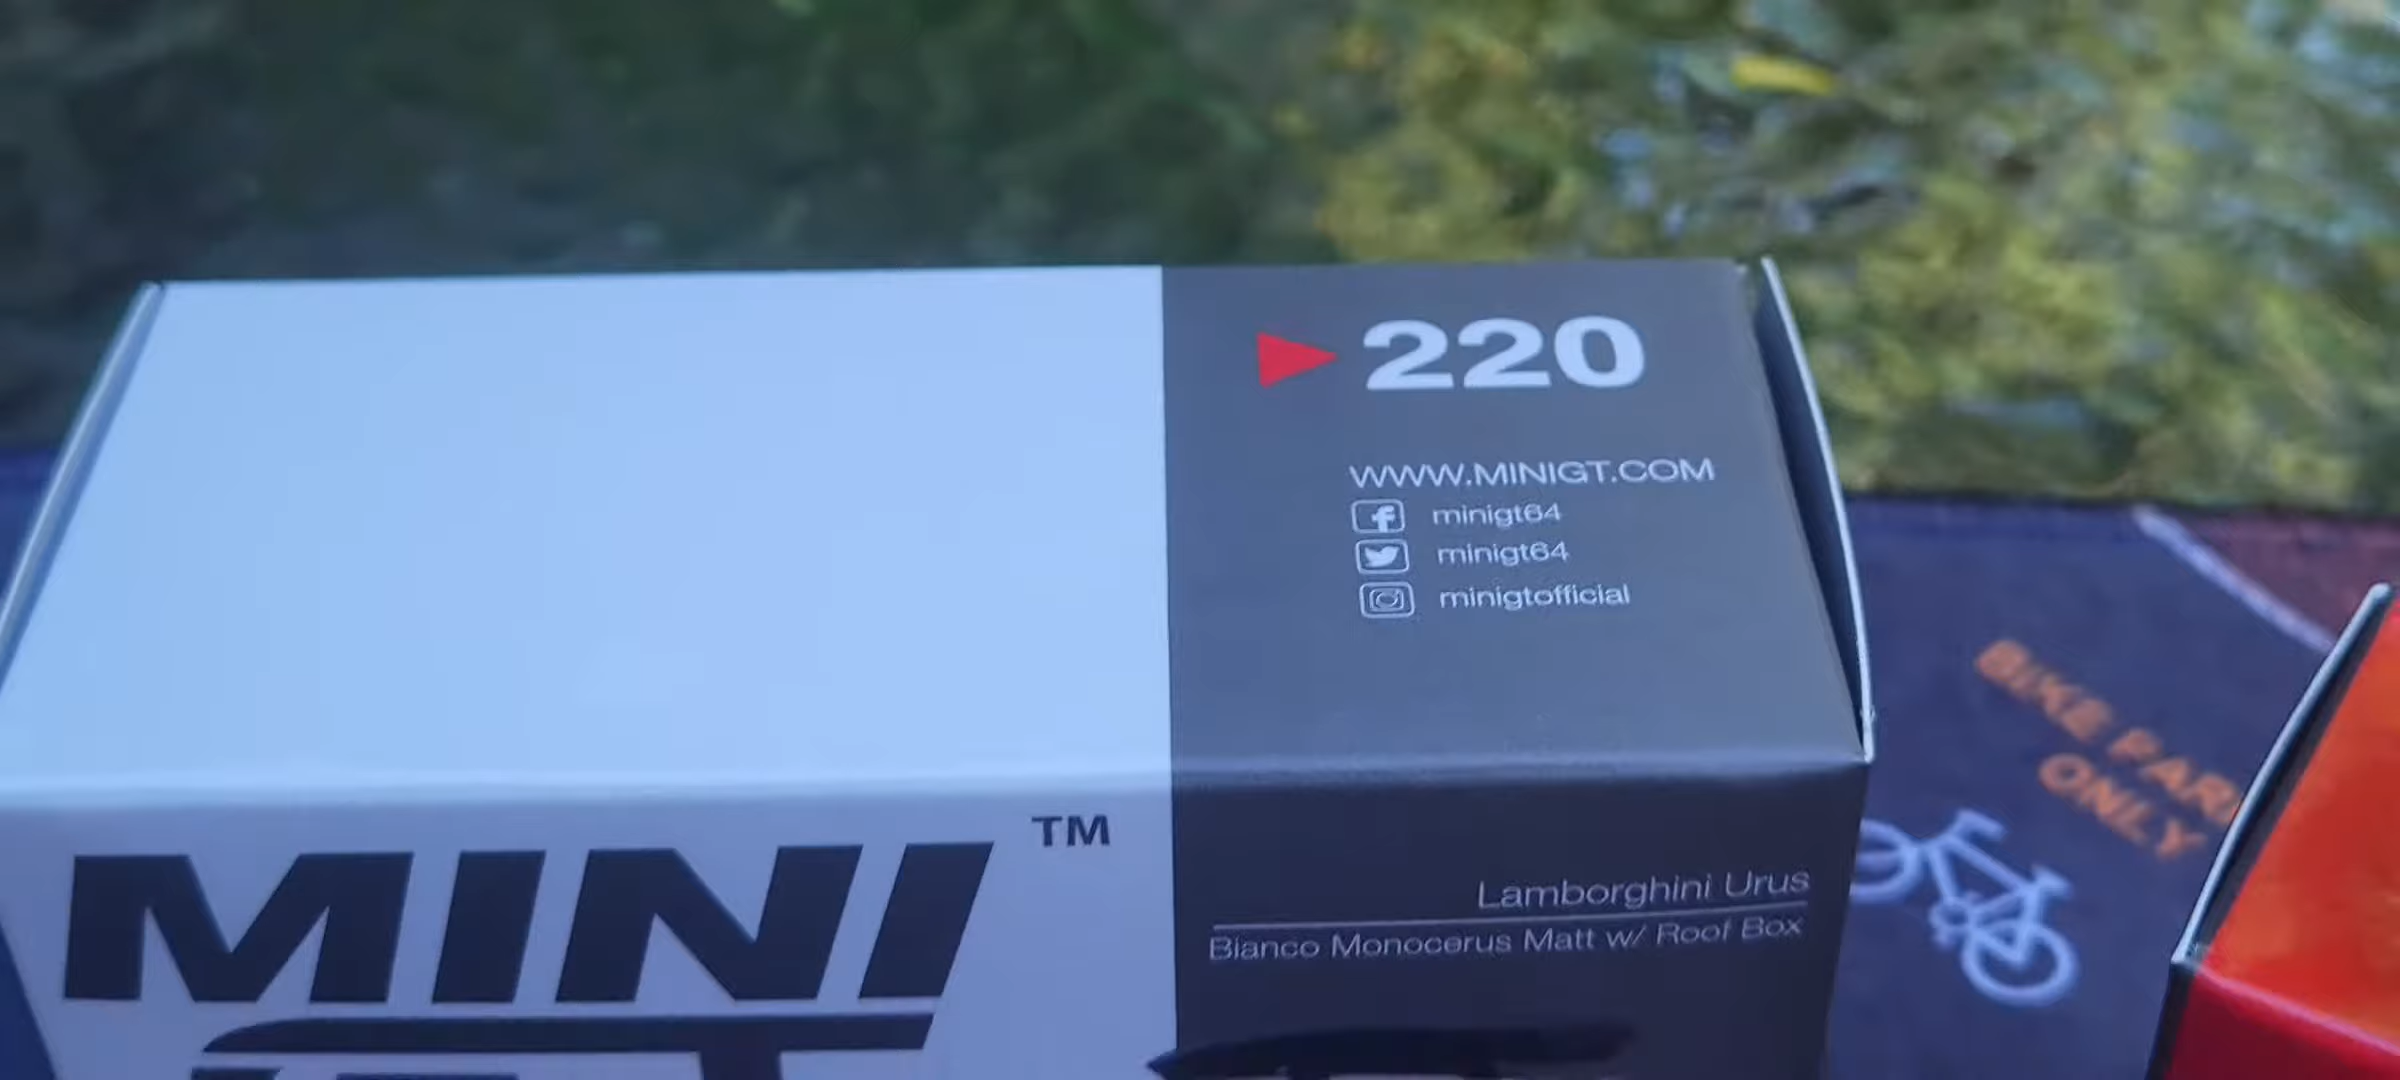 220
WWW.MINIGT.COM
minigt64
minigt64
minigtofficial
MINI
TM
GT
Lamborghini Urus
Bianco Monocerus Matt w/ Roof Box
BIKE PARK
ONLY